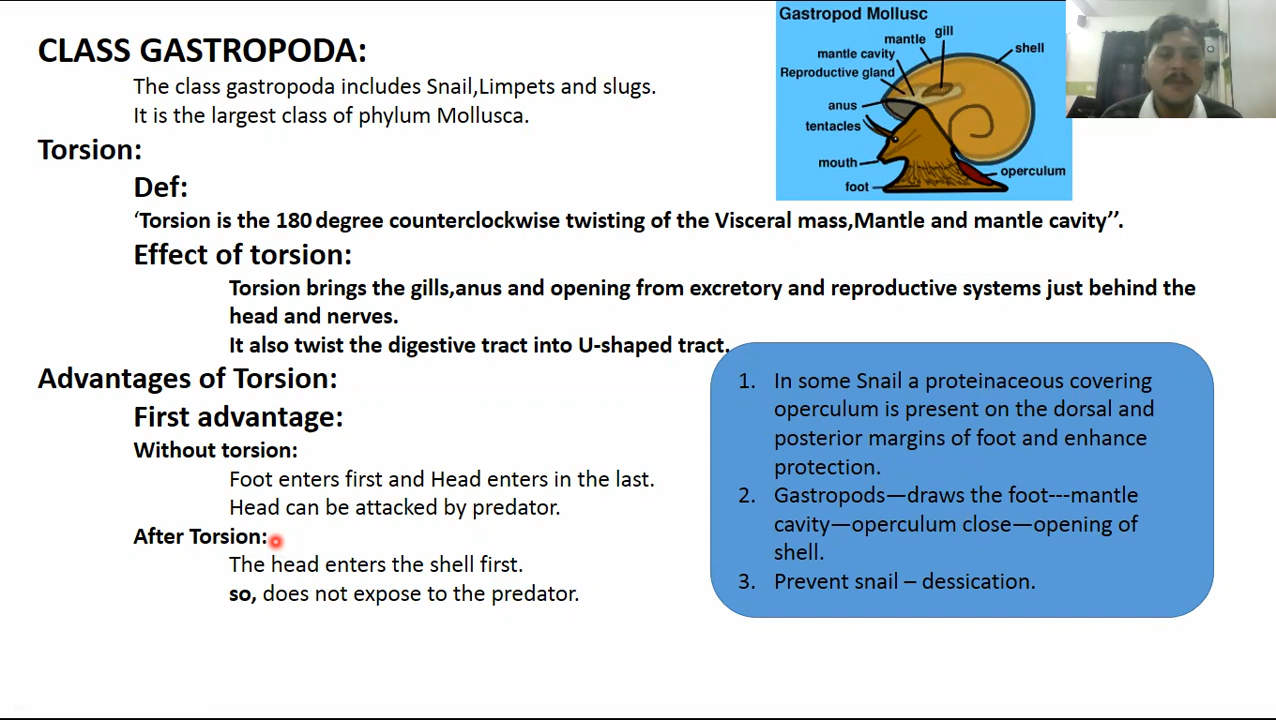 CLASS GASTROPODA:
The class gastropoda includes Snail,Limpets and slugs.
It is the largest class of phylum Mollusca.
Torsion:
Def:
‘Torsion is the 180 degree counterclockwise twisting of the Visceral mass,Mantle and mantle cavity’’.
Effect of torsion:
Torsion brings the gills,anus and opening from excretory and reproductive systems just behind the
head and nerves.
It also twist the digestive tract into U-shaped tract.
Advantages of Torsion:
First advantage:
Without torsion:
Foot enters first and Head enters in the last.
Head can be attacked by predator.
After Torsion:
The head enters the shell first.
so, does not expose to the predator.
Gastropod Mollusc
gill
mantle
shell
mantle cavity
Reproductive gland
anus
tentacles
mouth
operculum
foot
1. In some Snail a proteinaceous covering
operculum is present on the dorsal and
posterior margins of foot and enhance
protection.
2. Gastropods—draws the foot---mantle
cavity—operculum close—opening of
shell.
3. Prevent snail – dessication.